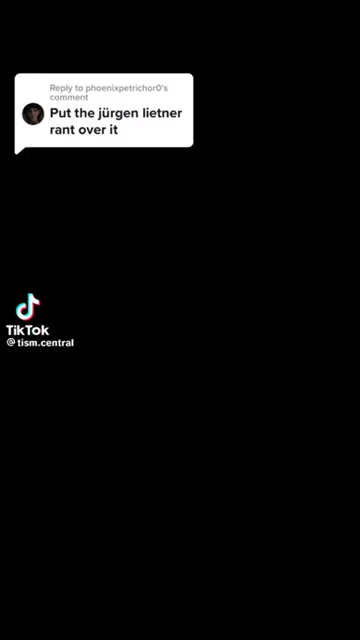 Reply to phoenixpetrichor0's
comment
Put the jürgen lietner
rant over it
TikTok
@tism.central